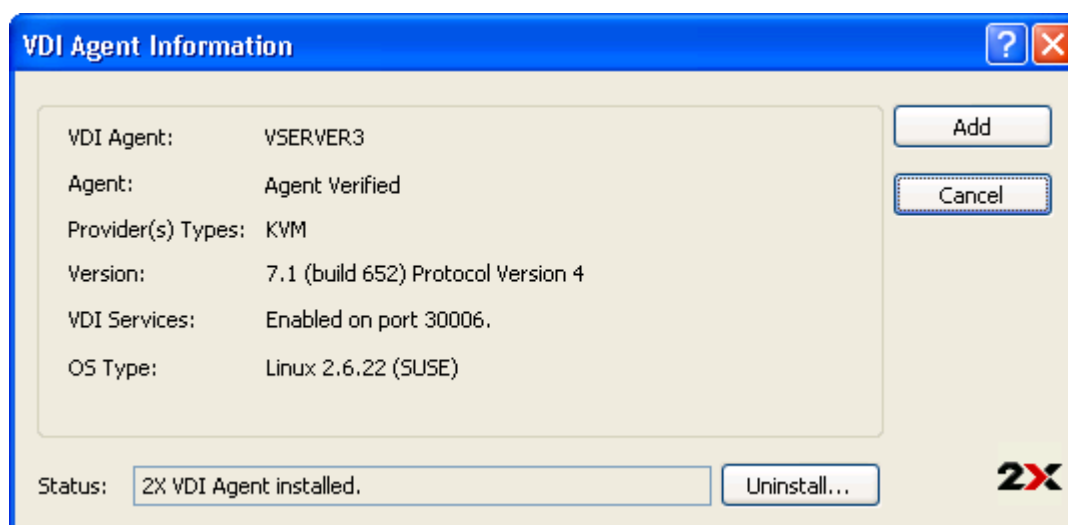 VDI Agent Information
?
VDI Agent: VSERVER3
Add
Agent: Agent Verified
Cancel
Provider(s) Types: KVM
Version: 7.1 (build 652) Protocol Version 4
VDI Services: Enabled on port 30006.
OS Type: Linux 2.6.22 (SUSE)
Status: 2X VDI Agent installed.
Uninstall...
2X